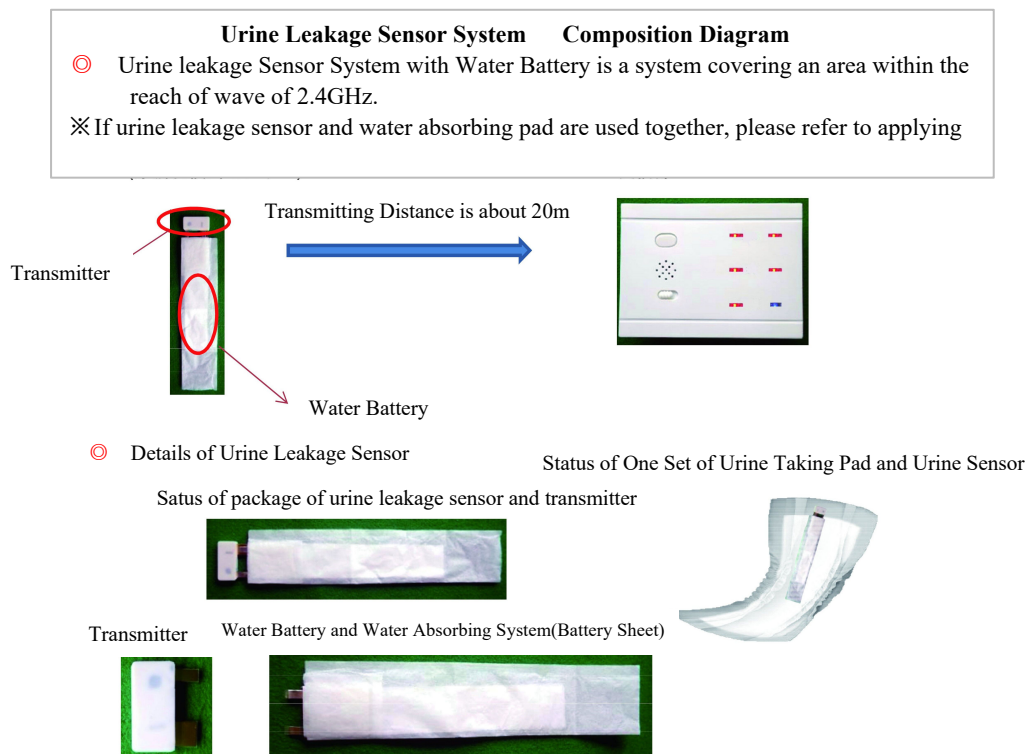 Urine Leakage Sensor System Composition Diagram
◎ Urine leakage Sensor System with Water Battery is a system covering an area within the
reach of wave of 2.4GHz.
※If urine leakage sensor and water absorbing pad are used together, please refer to applying
Transmitting Distance is about 20m
Transmitter
Water Battery
◎ Details of Urine Leakage Sensor
Status of One Set of Urine Taking Pad and Urine Sensor
Satus of package of urine leakage sensor and transmitter
Transmitter
Water Battery and Water Absorbing System(Battery Sheet)